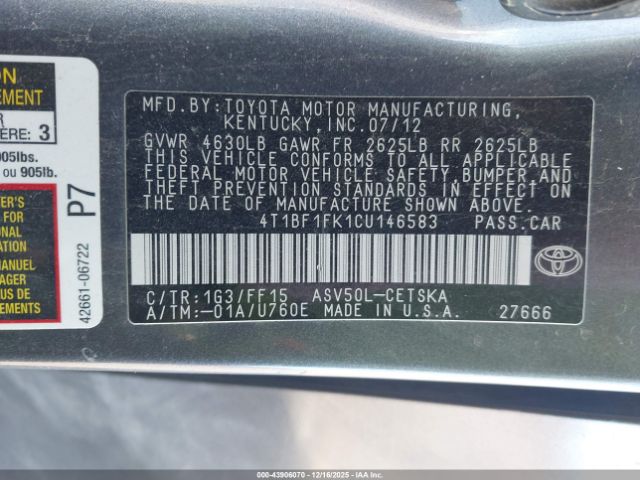 ON
EMENT
R
ERE: 3
905lbs.
ou 905lb.
ER'S
FOR
ONAL
ATION
MANUEL
AGER
US DE
EMENTS
P7
42661-06722
MFD.BY: TOYOTA MOTOR MANUFACTURING,
KENTUCKY, INC. 07/12
GVWR 4630LB GAWR FR 2625LB RR 2625LB
THIS VEHICLE CONFORMS TO ALL APPLICABLE
FEDERAL MOTOR VEHICLE SAFETY, BUMPER, AND
THEFT PREVENTION STANDARDS IN EFFECT ON
THE DATE OF MANUFACTURE SHOWN ABOVE.
4T1BF1FK1CU146583 PASS.CAR
C/TR: 1G3/FF15 ASV50L-CETSKA
A/TM: -01A/U760E MADE IN U.S.A. 27666
000-43906070 - 12/16/2025 - IAAI.COM